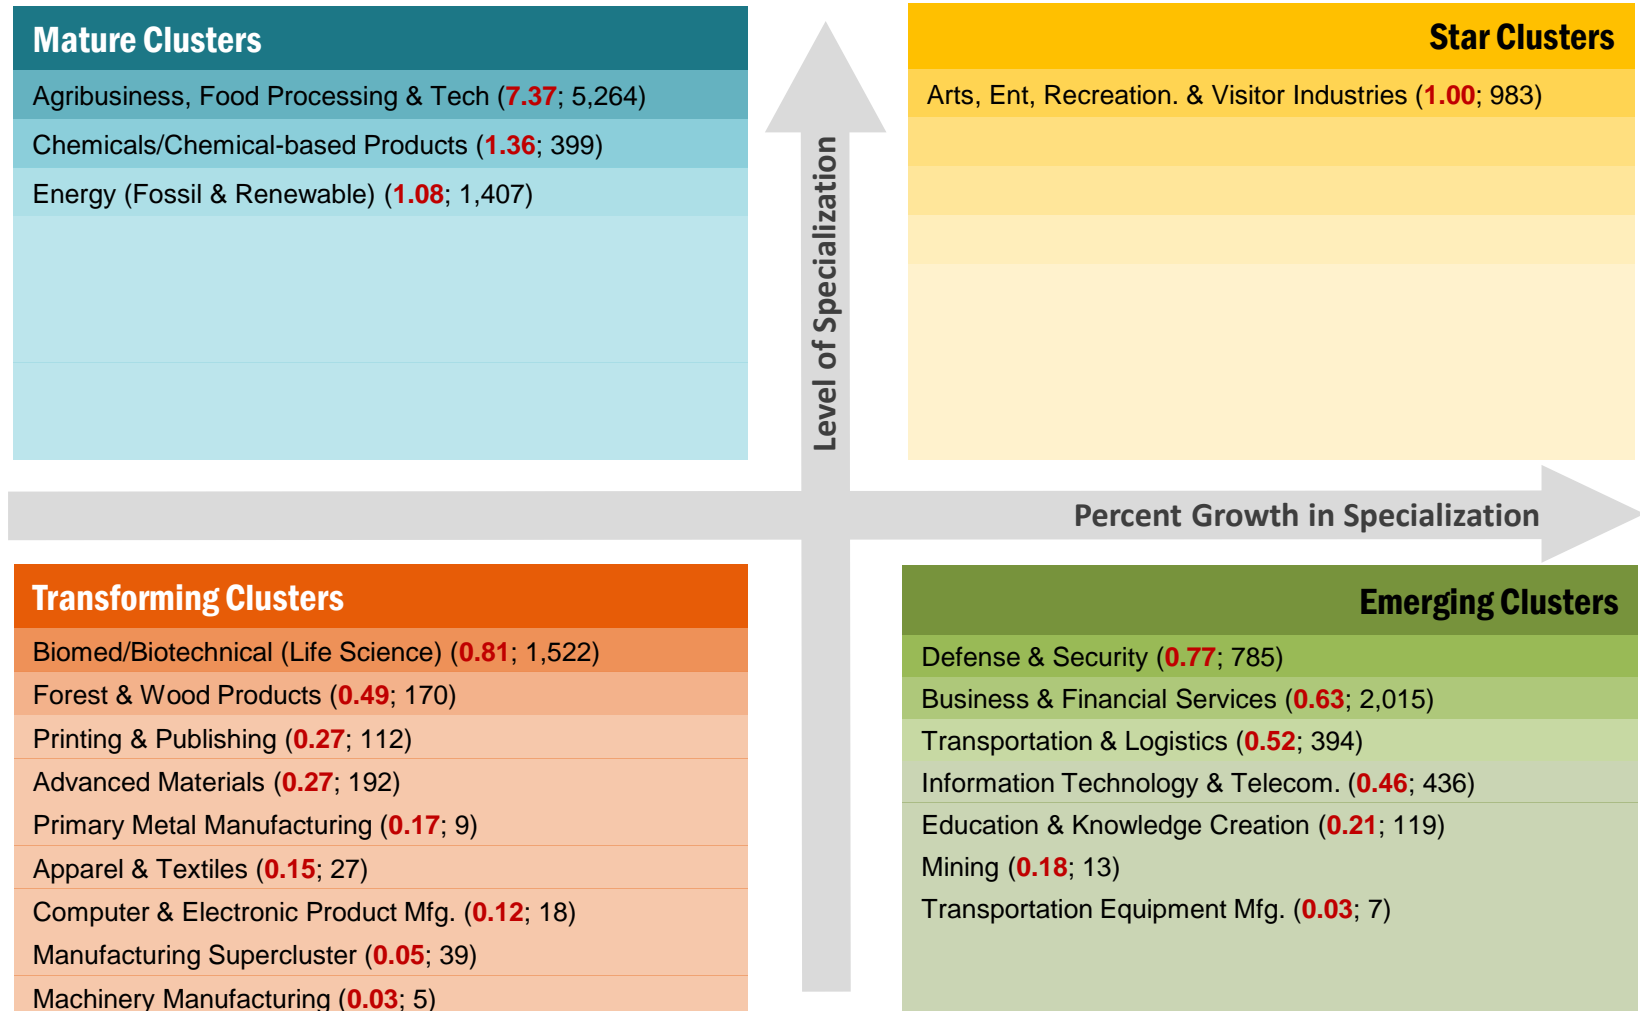 Mature Clusters
Agribusiness, Food Processing & Tech (7.37; 5,264)
Chemicals/Chemical-based Products (1.36; 399)
Energy (Fossil & Renewable) (1.08; 1,407)
Star Clusters
Arts, Ent, Recreation. & Visitor Industries (1.00; 983)
Level of Specialization
Percent Growth in Specialization
Transforming Clusters
Biomed/Biotechnical (Life Science) (0.81; 1,522)
Forest & Wood Products (0.49; 170)
Printing & Publishing (0.27; 112)
Advanced Materials (0.27; 192)
Primary Metal Manufacturing (0.17; 9)
Apparel & Textiles (0.15; 27)
Computer & Electronic Product Mfg. (0.12; 18)
Manufacturing Supercluster (0.05; 39)
Machinery Manufacturing (0.03; 5)
Emerging Clusters
Defense & Security (0.77; 785)
Business & Financial Services (0.63; 2,015)
Transportation & Logistics (0.52; 394)
Information Technology & Telecom. (0.46; 436)
Education & Knowledge Creation (0.21; 119)
Mining (0.18; 13)
Transportation Equipment Mfg. (0.03; 7)